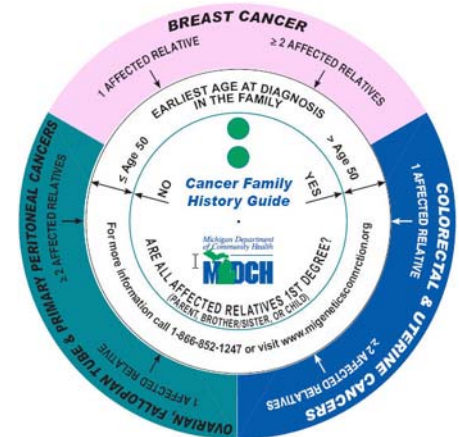 BREAST CANCER
1 AFFECTED RELATIVE
≥ 2 AFFECTED RELATIVES
EARLIEST AGE AT DIAGNOSIS
IN THE FAMILY
≤ Age 50
> Age 50
NO
YES
Cancer Family
History Guide
Michigan Department
of Community Health
MDCH
ARE ALL AFFECTED RELATIVES 1ST DEGREE?
(PARENT, BROTHER/SISTER, OR CHILD)
For more information call 1-866-852-1247 or visit www.migeneticsconnrction.org
COLORECTAL & UTERINE CANCERS
1 AFFECTED
RELATIVE
≥2 AFFECTED
RELATIVES
OVARIAN, FALLOPIAN TUBE & PRIMARY PERITONEAL CANCERS
≥ 2 AFFECTED RELATIVES
1 AFFECTED
RELATIVE